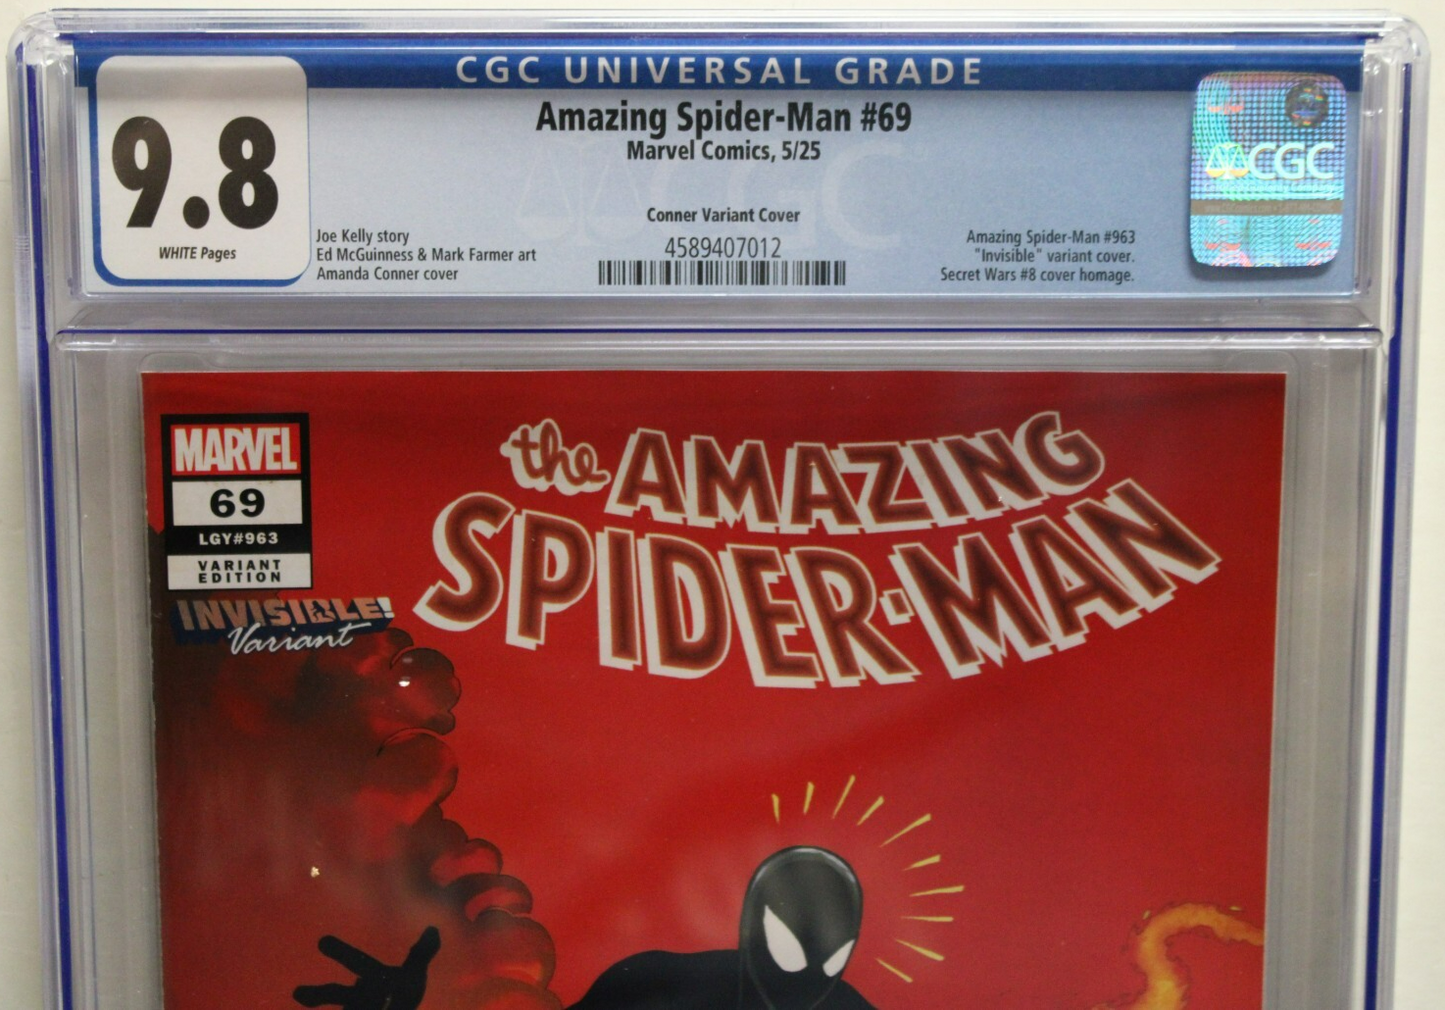 CGC UNIVERSAL GRADE
9.8
WHITE Pages
Amazing Spider-Man #69
Marvel Comics, 5/25
Conner Variant Cover
4589407012
Joe Kelly story
Ed McGuinness & Mark Farmer art
Amanda Conner cover
Amazing Spider-Man #963
"Invisible" variant cover.
Secret Wars #8 cover homage.
CGC
CGC
MARVEL
69
LGY#963
VARIANT
EDITION
INVISIBLE!
Variant
the AMAZING
SPIDER-MAN